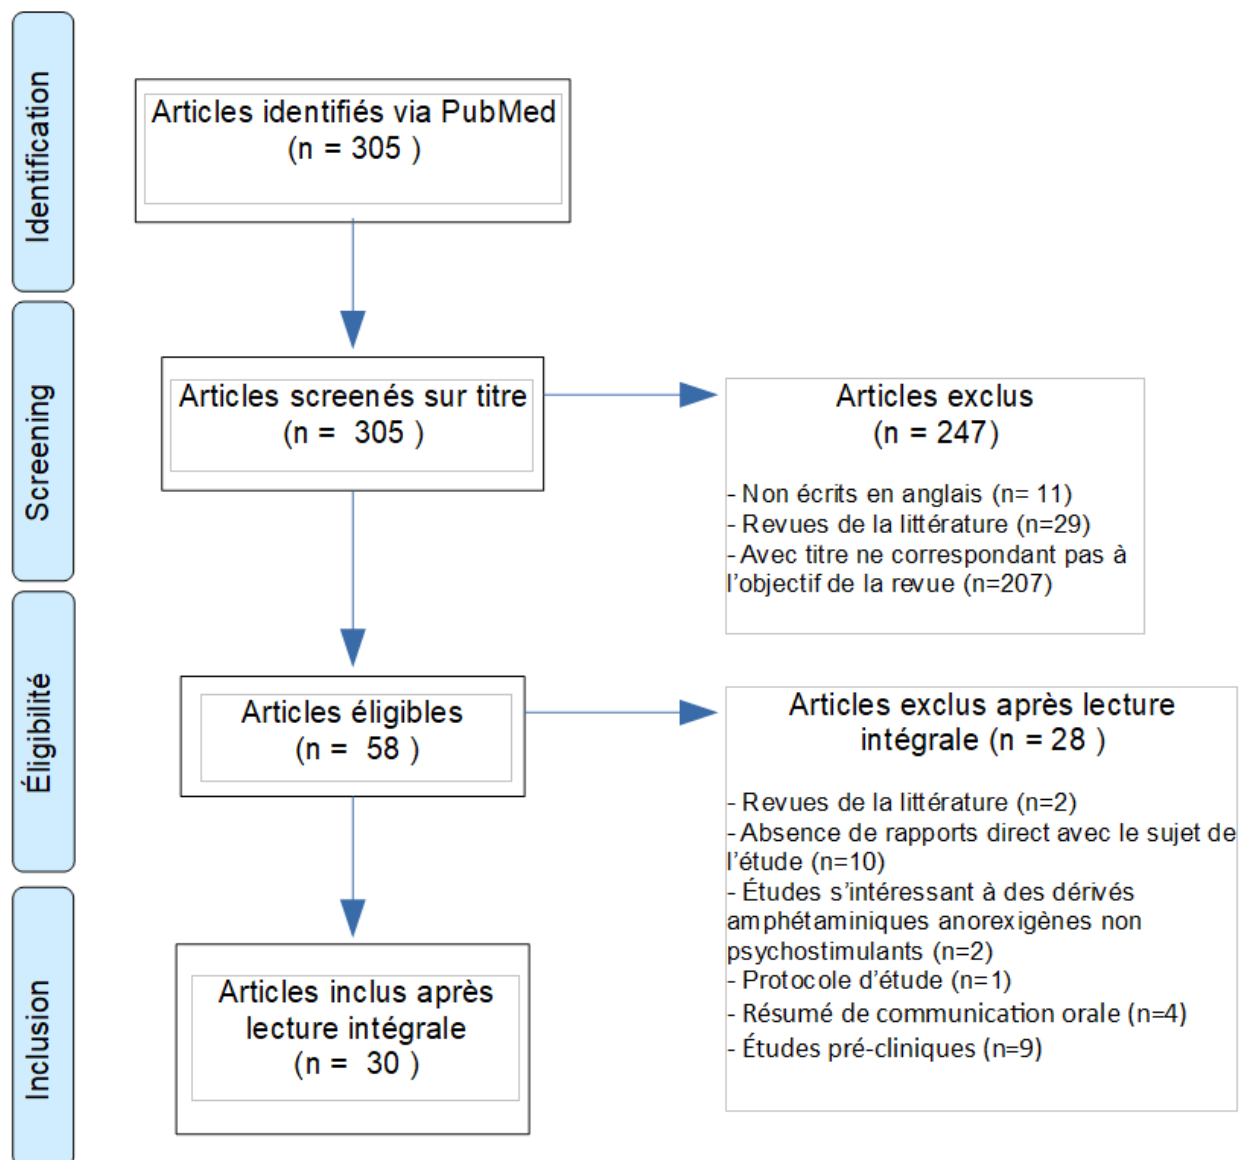 Identification
Articles identifiés via PubMed
(n = 305 )
Screening
Articles screenés sur titre
(n =  305 )
Articles exclus
(n = 247)
- Non écrits en anglais (n= 11)
- Revues de la littérature (n=29)
- Avec titre ne correspondant pas à
l’objectif de la revue (n=207)
Éligibilité
Articles éligibles
(n =  58 )
Articles exclus après lecture
intégrale (n = 28 )
- Revues de la littérature (n=2)
- Absence de rapports direct avec le sujet de
l’étude (n=10)
- Études s’intéressant à des dérivés
amphétaminiques anorexigènes non
psychostimulants (n=2)
- Protocole d’étude (n=1)
- Résumé de communication orale (n=4)
- Études pré-cliniques (n=9)
Inclusion
Articles inclus après
lecture intégrale
(n =  30 )